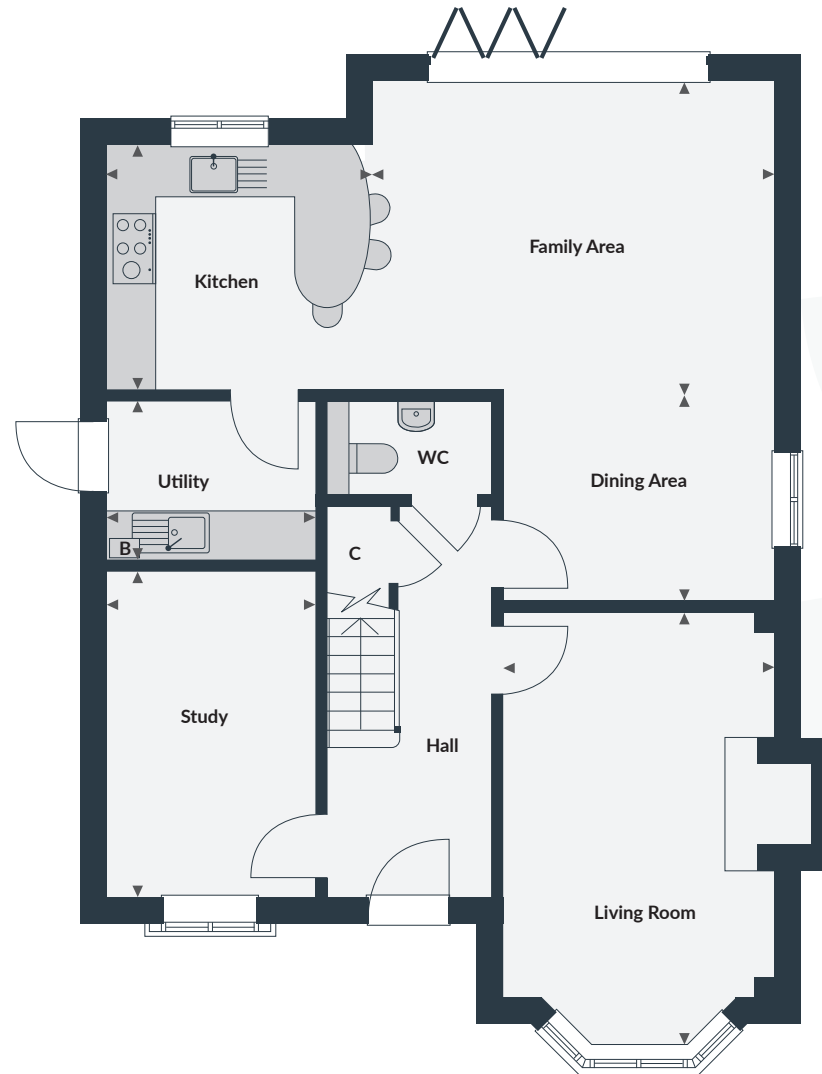 Family Area
Kitchen
WC
Utility
Dining Area
B
C
Study
Hall
Living Room